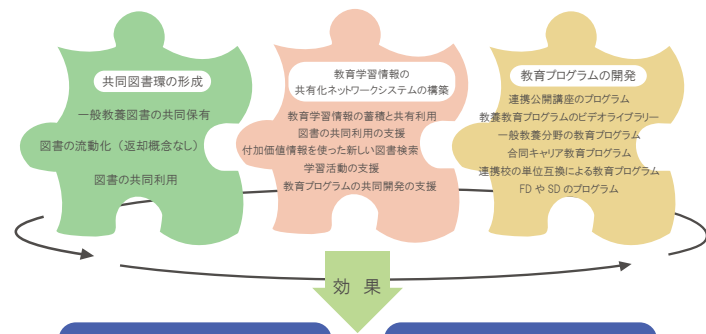 共同図書環の形成
一般教養図書の共同保有
図書の流動化（返却概念なし）
図書の共同利用
教育学習情報の
共有化ネットワークシステムの構築
教育学習情報の蓄積と共有利用
図書の共同利用の支援
付加価値情報を使った新しい図書検索
学習活動の支援
教育プログラムの共同開発の支援
教育プログラムの開発
連携公開講座のプログラム
教養教育プログラムのビデオライブラリー
一般教養分野の教育プログラム
合同キャリア教育プログラム
連携校の単位互換による教育プログラム
FD や SD のプログラム
効 果